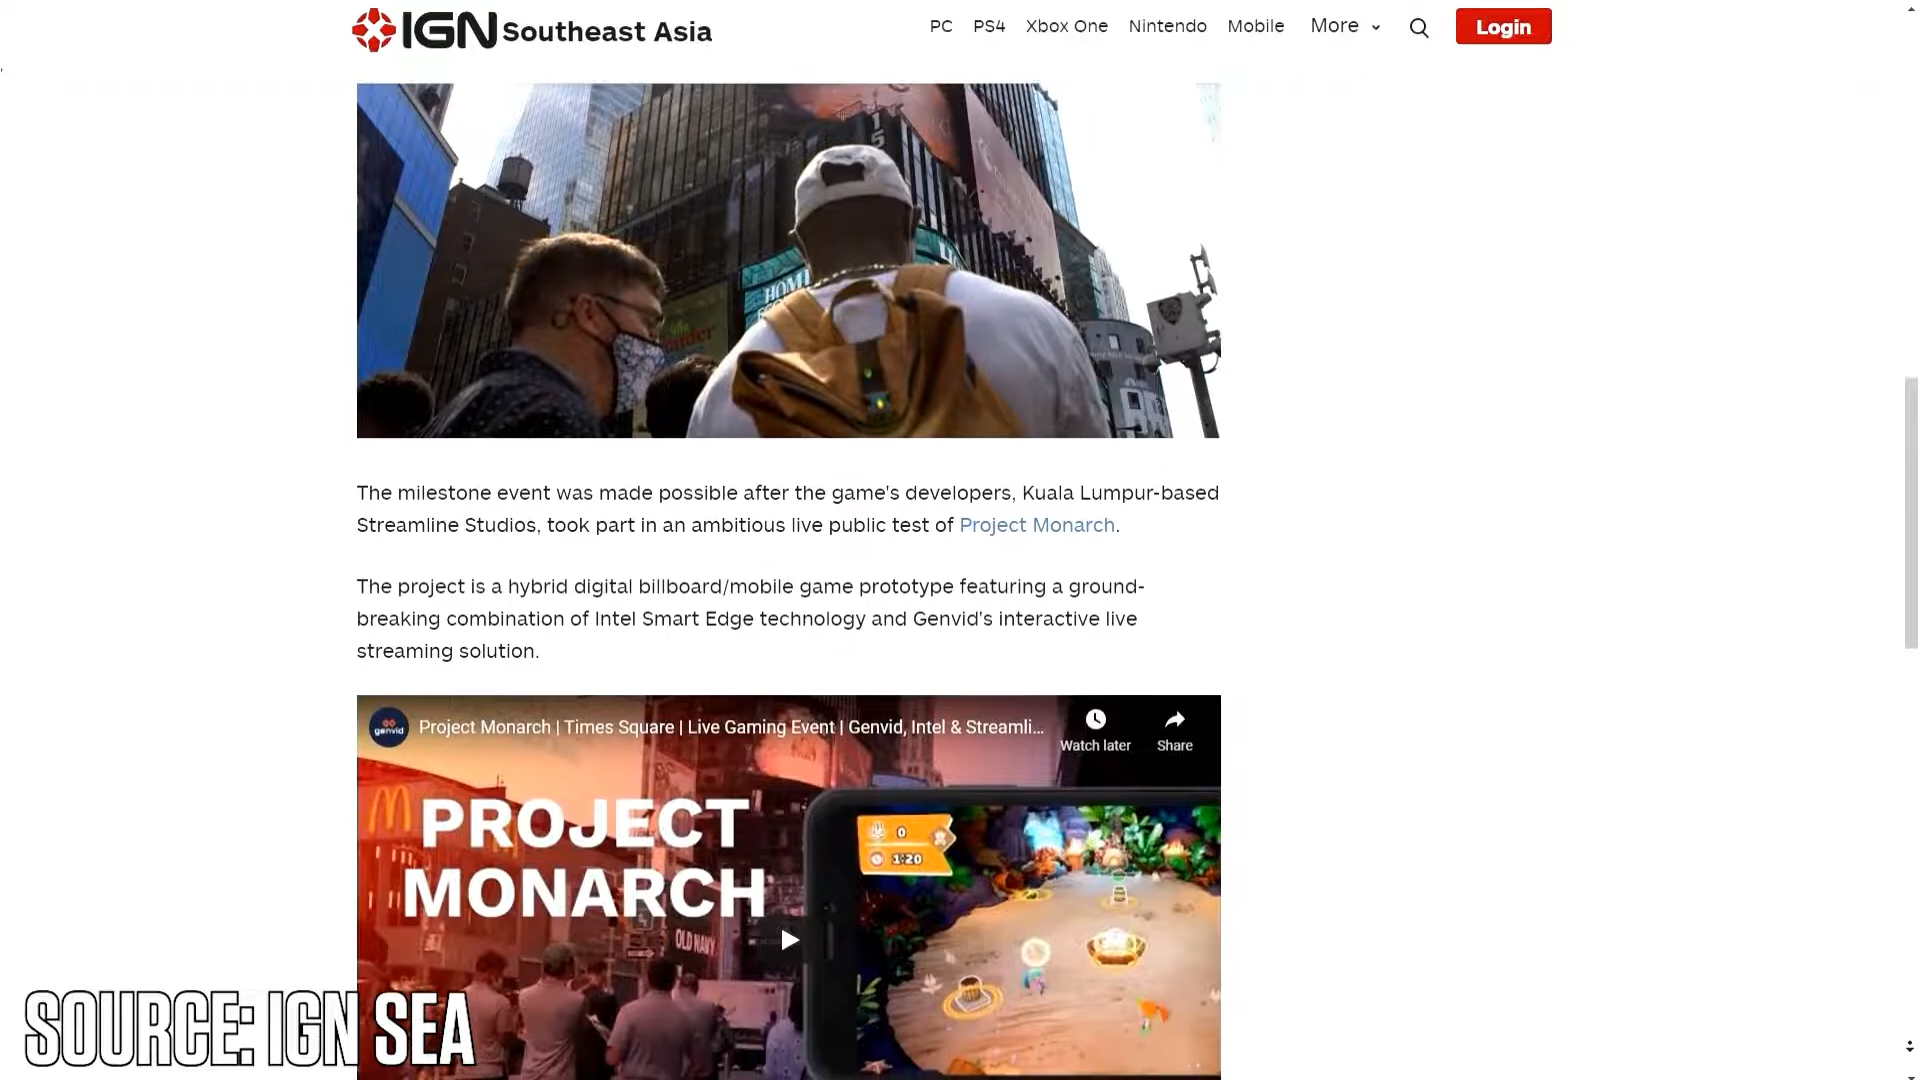 IGN Southeast Asia
PC PS4 Xbox One Nintendo Mobile More Login
15
HOM
The milestone event was made possible after the game's developers, Kuala Lumpur-based
Streamline Studios, took part in an ambitious live public test of Project Monarch.
The project is a hybrid digital billboard/mobile game prototype featuring a ground-
breaking combination of Intel Smart Edge technology and Genvid's interactive live
streaming solution.
genvid Project Monarch | Times Square | Live Gaming Event | Genvid, Intel & Streamli...
Watch later Share
PROJECT
MONARCH
0
1:20
OLD NAVY
SOURCE: IGN SEA